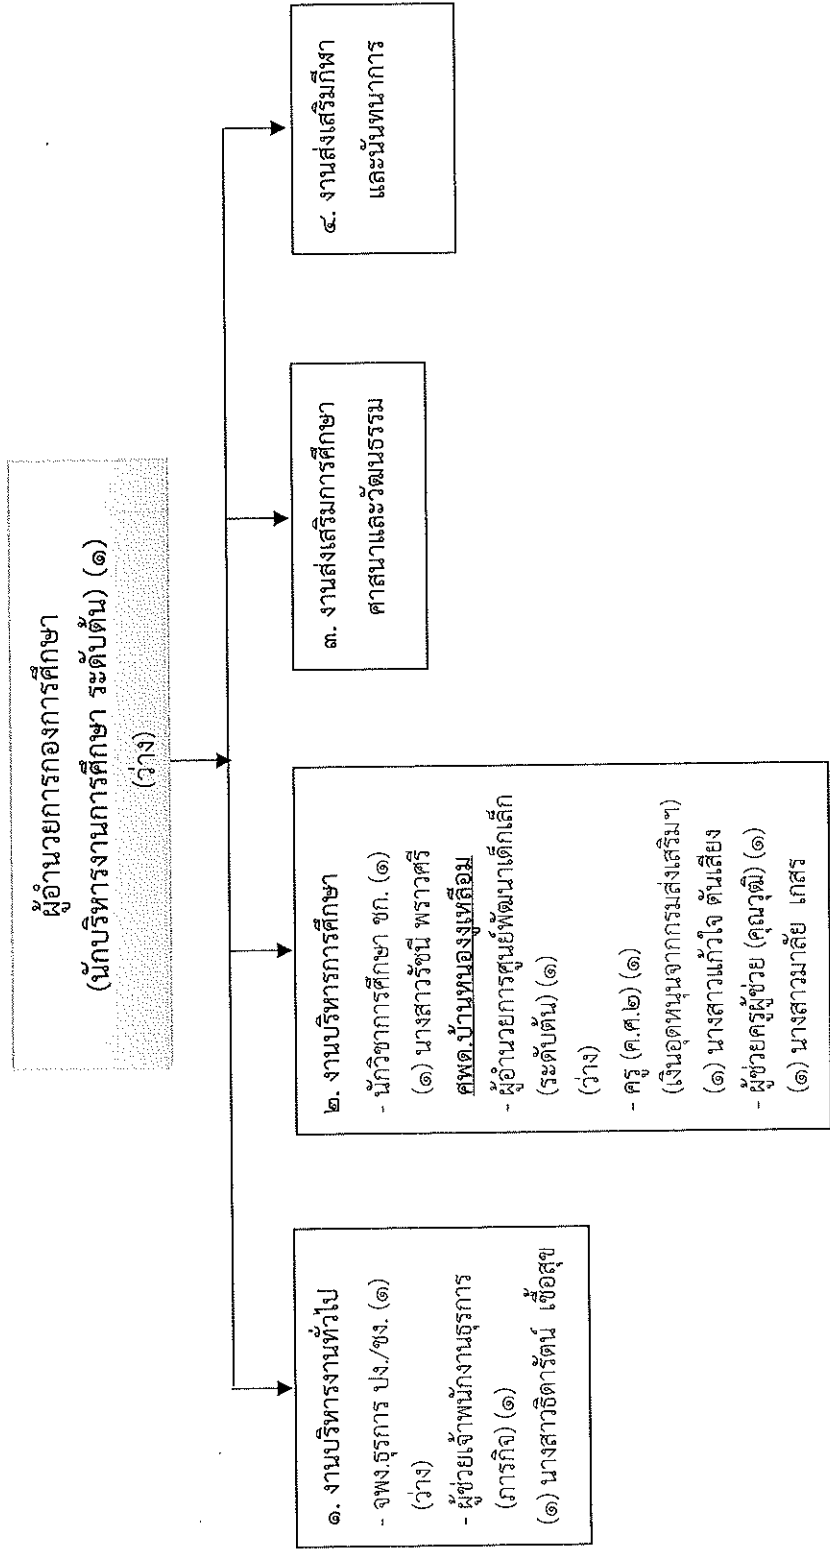 ผู้อำนวยการกองการศึกษา
(นักบริหารงานการศึกษา ระดับต้น) (๑)
(ว่าง)
๑. งานบริหารงานทั่วไป
- จพง.ธุรการ ปง./ชง. (๑)
(ว่าง)
- ผู้ช่วยเจ้าพนักงานธุรการ
(ภารกิจ) (๑)
(๑) นางสาวธิดารัตน์ เชื้อสุข
๒. งานบริหารการศึกษา
- นักวิชาการศึกษา ชก. (๑)
(๑) นางสาวรัชนี พราวศรี
ศพด.บ้านหนองงูเหลือม
- ผู้อำนวยการศูนย์พัฒนาเด็กเล็ก
(ระดับต้น) (๑)
(ว่าง)
- ครู (ค.ศ.๒) (๑)
(เงินอุดหนุนจากกรมส่งเสริมฯ)
(๑) นางสาวแก้วใจ ตันเสียง
- ผู้ช่วยครูผู้ช่วย (คุณวุฒิ) (๑)
(๑) นางสาวมาลัย เกสร
๓. งานส่งเสริมการศึกษา
ศาสนาและวัฒนธรรม
๔. งานส่งเสริมกีฬา
และนันทนาการ